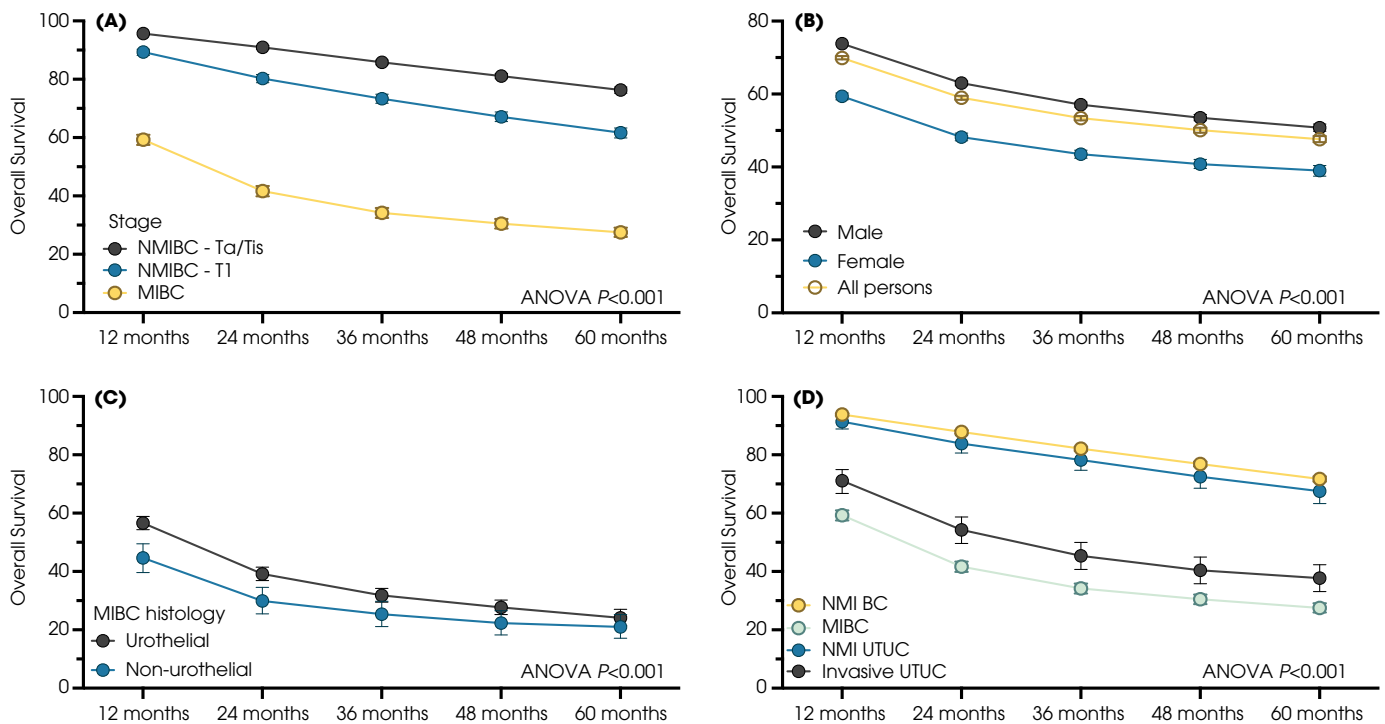 (A)
100
80
60
40
20
0
Overall Survival
Stage
NMIBC - Ta/Tis
NMIBC - T1
MIBC
ANOVA P<0.001
12 months 24 months 36 months 48 months 60 months
(B)
80
60
40
20
0
Overall Survival
Male
Female
All persons
ANOVA P<0.001
12 months 24 months 36 months 48 months 60 months
(C)
100
80
60
40
20
0
Overall Survival
MIBC histology
Urothelial
Non-urothelial
ANOVA P<0.001
12 months 24 months 36 months 48 months 60 months
(D)
100
80
60
40
20
0
Overall Survival
NMI BC
MIBC
NMI UTUC
Invasive UTUC
ANOVA P<0.001
12 months 24 months 36 months 48 months 60 months